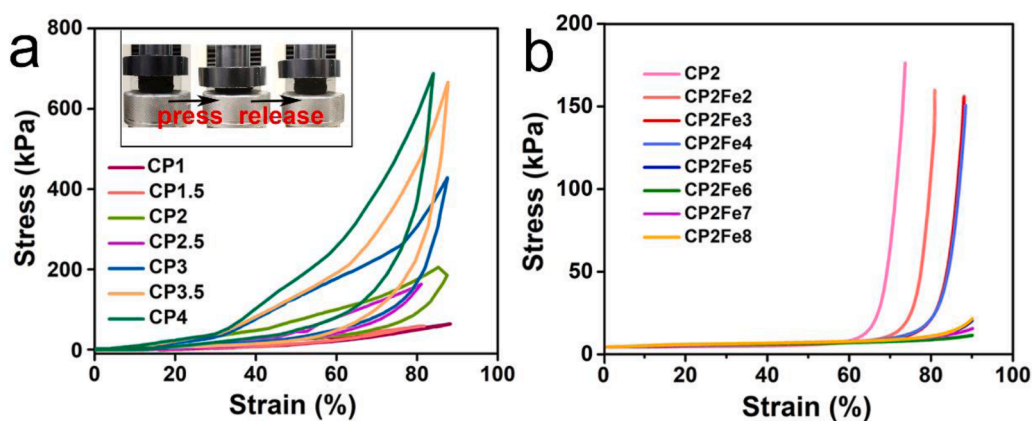 a
800
600
400
200
0
0 20 40 60 80 100
Stress (kPa)
Strain (%)
press release
CP1
CP1.5
CP2
CP2.5
CP3
CP3.5
CP4
b
200
150
100
50
0
0 20 40 60 80 100
Stress (kPa)
Strain (%)
CP2
CP2Fe2
CP2Fe3
CP2Fe4
CP2Fe5
CP2Fe6
CP2Fe7
CP2Fe8